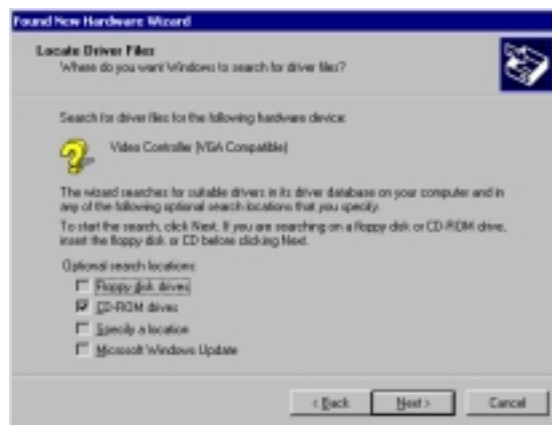 Found New Hardware Wizard
Locate Driver Files
Where do you want Windows to search for driver files?
Search for driver files for the following hardware device:
Video Controller (VGA Compatible)
The wizard searches for suitable drivers in its driver database on your computer and in
any of the following optional search locations that you specify.
To start the search, click Next. If you are searching on a floppy disk or CD-ROM drive,
insert the floppy disk or CD before clicking Next.
Optional search locations:
Floppy disk drives
CD-ROM drives
Specify a location
Microsoft Windows Update
< Back
Next >
Cancel